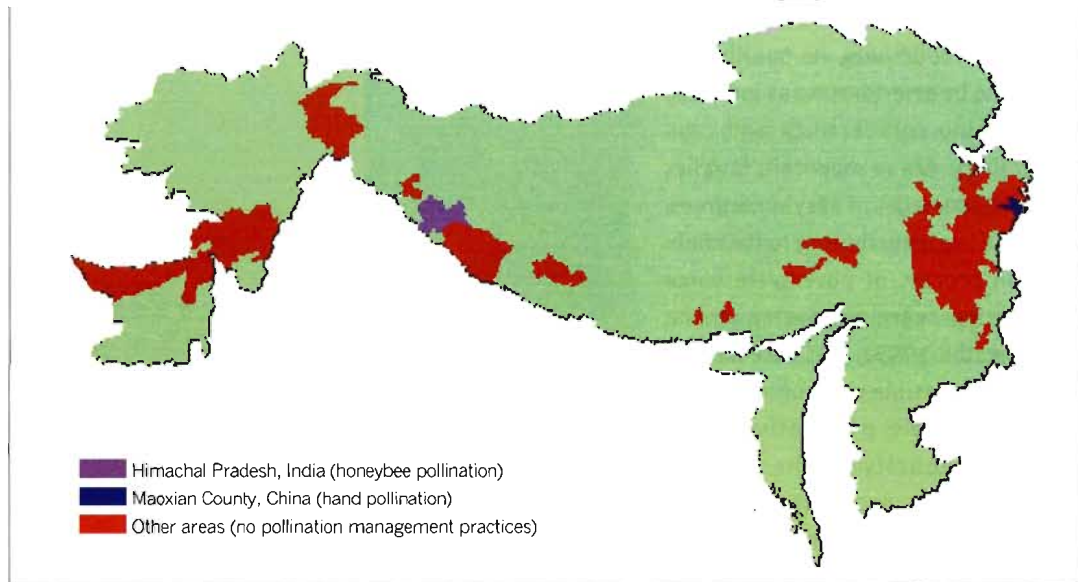 Himachal Pradesh, India (honeybee pollination)
Maoxian County, China (hand pollination)
Other areas (no pollination management practices)